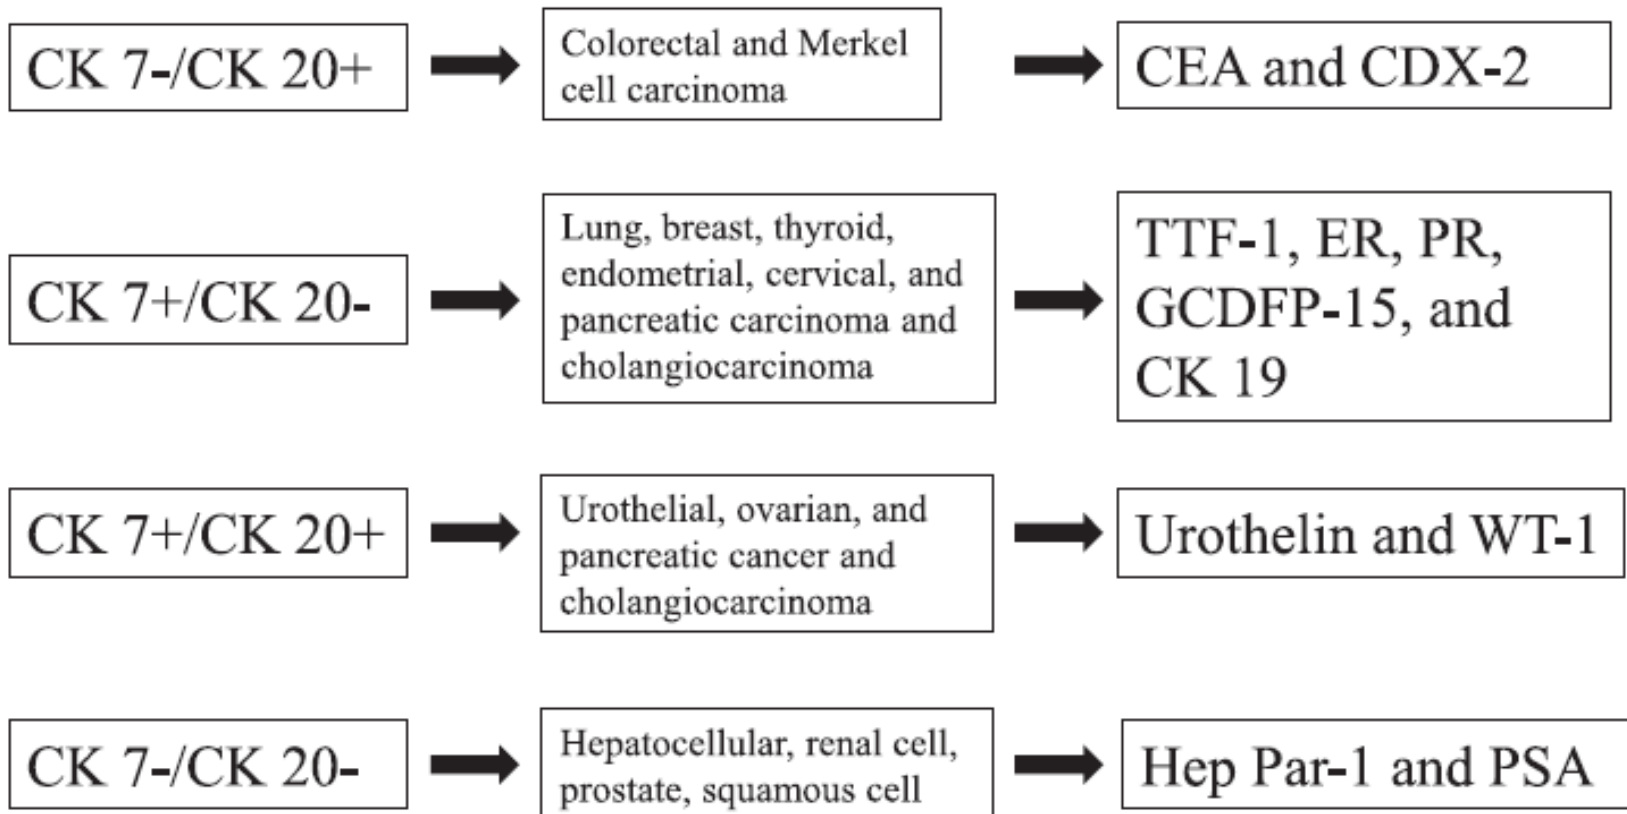 CK 7-/CK 20+
Colorectal and Merkel
cell carcinoma
CEA and CDX-2
CK 7+/CK 20-
Lung, breast, thyroid,
endometrial, cervical, and
pancreatic carcinoma and
cholangiocarcinoma
TTF-1, ER, PR,
GCDFP-15, and
CK 19
CK 7+/CK 20+
Urothelial, ovarian, and
pancreatic cancer and
cholangiocarcinoma
Urothelin and WT-1
CK 7-/CK 20-
Hepatocellular, renal cell,
prostate, squamous cell
Hep Par-1 and PSA